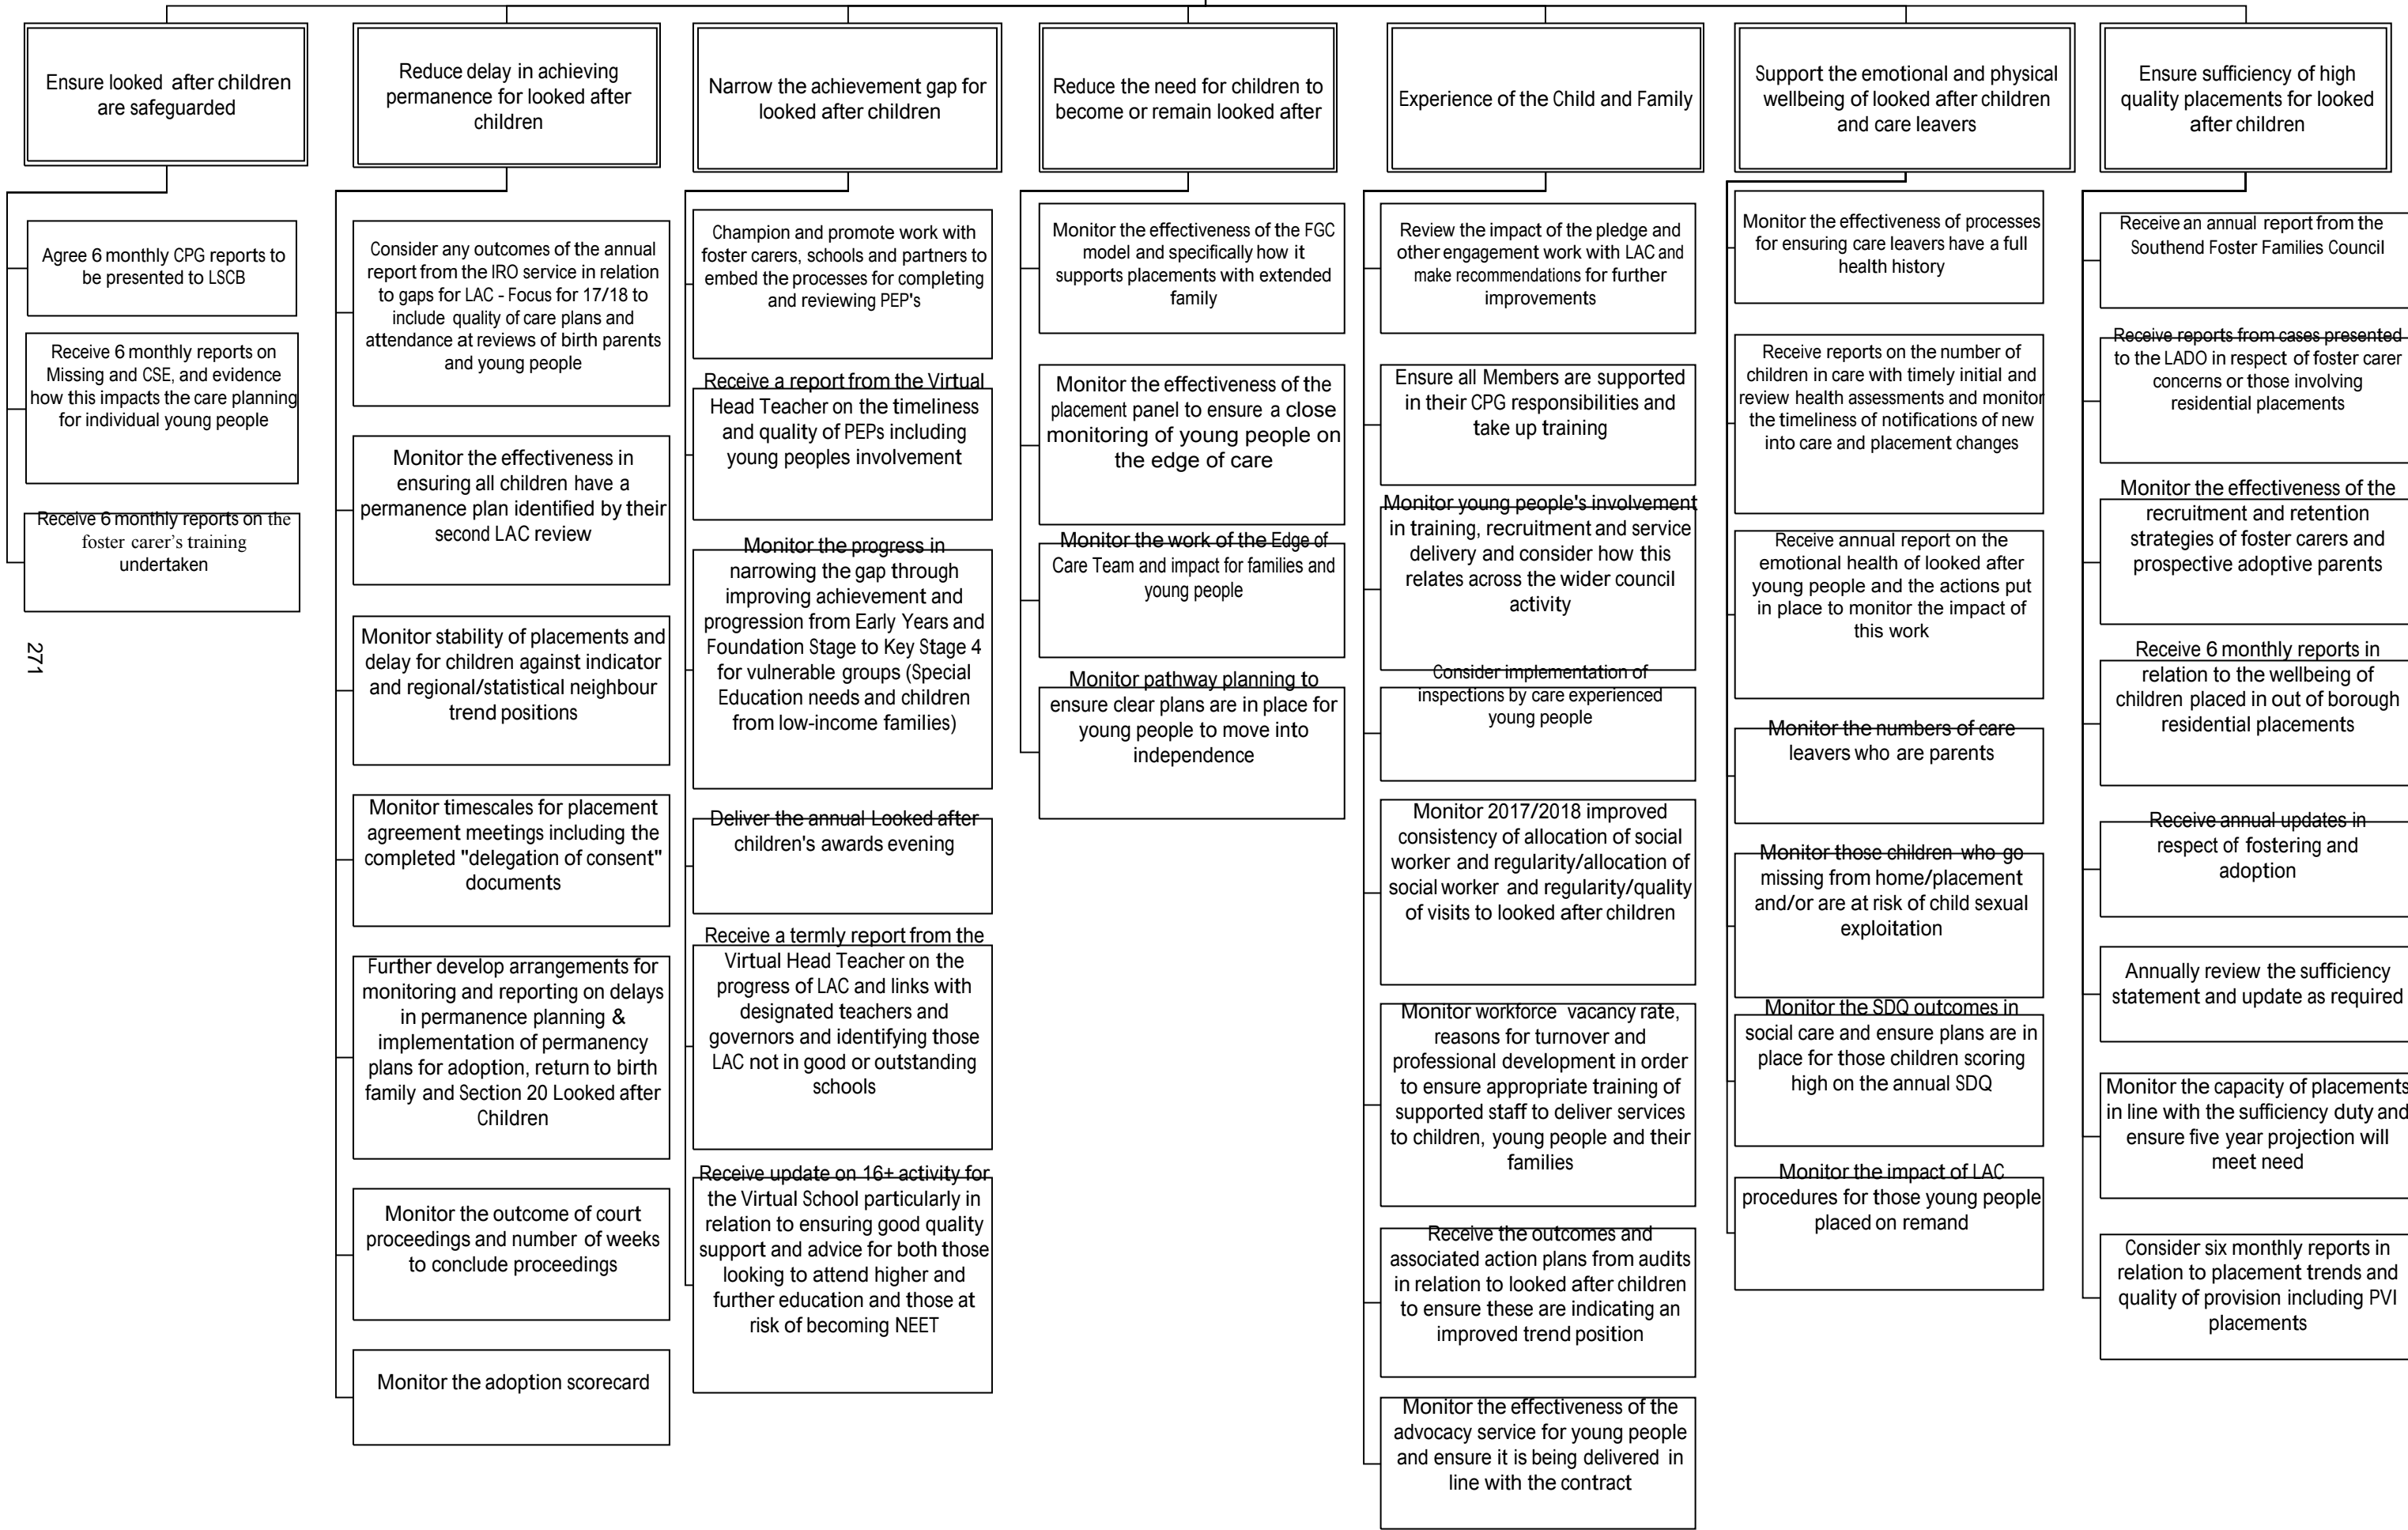 Ensure looked after children
are safeguarded
Agree 6 monthly CPG reports to
be presented to LSCB
Receive 6 monthly reports on
Missing and CSE, and evidence
how this impacts the care planning
for individual young people
Receive 6 monthly reports on the
foster carer's training
undertaken
271
Reduce delay in achieving
permanence for looked after
children
Consider any outcomes of the annual
report from the IRO service in relation
to gaps for LAC - Focus for 17/18 to
include quality of care plans and
attendance at reviews of birth parents
and young people
Monitor the effectiveness in
ensuring all children have a
permanence plan identified by their
second LAC review
Monitor stability of placements and
delay for children against indicator
and regional/statistical neighbour
trend positions
Monitor timescales for placement
agreement meetings including the
completed "delegation of consent"
documents
Further develop arrangements for
monitoring and reporting on delays
in permanence planning &
implementation of permanency
plans for adoption, return to birth
family and Section 20 Looked after
Children
Monitor the outcome of court
proceedings and number of weeks
to conclude proceedings
Monitor the adoption scorecard
Narrow the achievement gap for
looked after children
Champion and promote work with
foster carers, schools and partners to
embed the processes for completing
and reviewing PEP's
Receive a report from the Virtual
Head Teacher on the timeliness
and quality of PEPs including
young peoples involvement
Monitor the progress in
narrowing the gap through
improving achievement and
progression from Early Years and
Foundation Stage to Key Stage 4
for vulnerable groups (Special
Education needs and children
from low-income families)
Deliver the annual Looked after
children's awards evening
Receive a termly report from the
Virtual Head Teacher on the
progress of LAC and links with
designated teachers and
governors and identifying those
LAC not in good or outstanding
schools
Receive update on 16+ activity for
the Virtual School particularly in
relation to ensuring good quality
support and advice for both those
looking to attend higher and
further education and those at
risk of becoming NEET
Reduce the need for children to
become or remain looked after
Monitor the effectiveness of the FGC
model and specifically how it
supports placements with extended
family
Monitor the effectiveness of the
placement panel to ensure a close
monitoring of young people on
the edge of care
Monitor the work of the Edge of
Care Team and impact for families and
young people
Monitor pathway planning to
ensure clear plans are in place for
young people to move into
independence
Experience of the Child and Family
Review the impact of the pledge and
other engagement work with LAC and
make recommendations for further
improvements
Ensure all Members are supported
in their CPG responsibilities and
take up training
Monitor young people's involvement
in training, recruitment and service
delivery and consider how this
relates across the wider council
activity
Consider implementation of
inspections by care experienced
young people
Monitor 2017/2018 improved
consistency of allocation of social
worker and regularity/allocation of
social worker and regularity/quality
of visits to looked after children
Monitor workforce vacancy rate,
reasons for turnover and
professional development in order
to ensure appropriate training of
supported staff to deliver services
to children, young people and their
families
Receive the outcomes and
associated action plans from audits
in relation to looked after children
to ensure these are indicating an
improved trend position
Monitor the effectiveness of the
advocacy service for young people
and ensure it is being delivered in
line with the contract
Support the emotional and physical
wellbeing of looked after children
and care leavers
Monitor the effectiveness of processes
for ensuring care leavers have a full
health history
Receive reports on the number of
children in care with timely initial and
review health assessments and monitor
the timeliness of notifications of new
into care and placement changes
Receive annual report on the
emotional health of looked after
young people and the actions put
in place to monitor the impact of
this work
Monitor the numbers of care
leavers who are parents
Monitor those children who go
missing from home/placement
and/or are at risk of child sexual
exploitation
Monitor the SDQ outcomes in
social care and ensure plans are in
place for those children scoring
high on the annual SDQ
Monitor the impact of LAC
procedures for those young people
placed on remand
Ensure sufficiency of high
quality placements for looked
after children
Receive an annual report from the
Southend Foster Families Council
Receive reports from cases presented
to the LADO in respect of foster carer
concerns or those involving
residential placements
Monitor the effectiveness of the
recruitment and retention
strategies of foster carers and
prospective adoptive parents
Receive 6 monthly reports in
relation to the wellbeing of
children placed in out of borough
residential placements
Receive annual updates in
respect of fostering and
adoption
Annually review the sufficiency
statement and update as required
Monitor the capacity of placements
in line with the sufficiency duty and
ensure five year projection will
meet need
Consider six monthly reports in
relation to placement trends and
quality of provision including PVI
placements